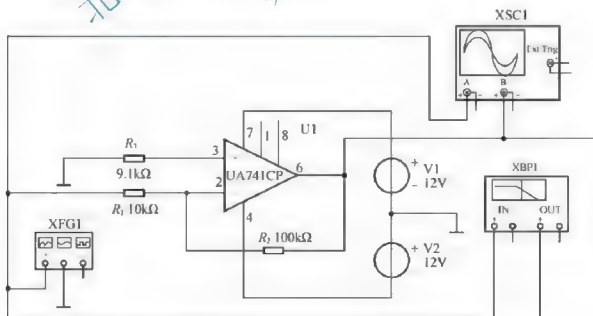 XSC1
Ext Trig
A
B
7
1
8
U1
R₃
3
9.1kΩ
UA741CP
6
V1
12V
2
R₁ 10kΩ
XBP1
IN
OUT
4
XFG1
R₂ 100kΩ
V2
12V